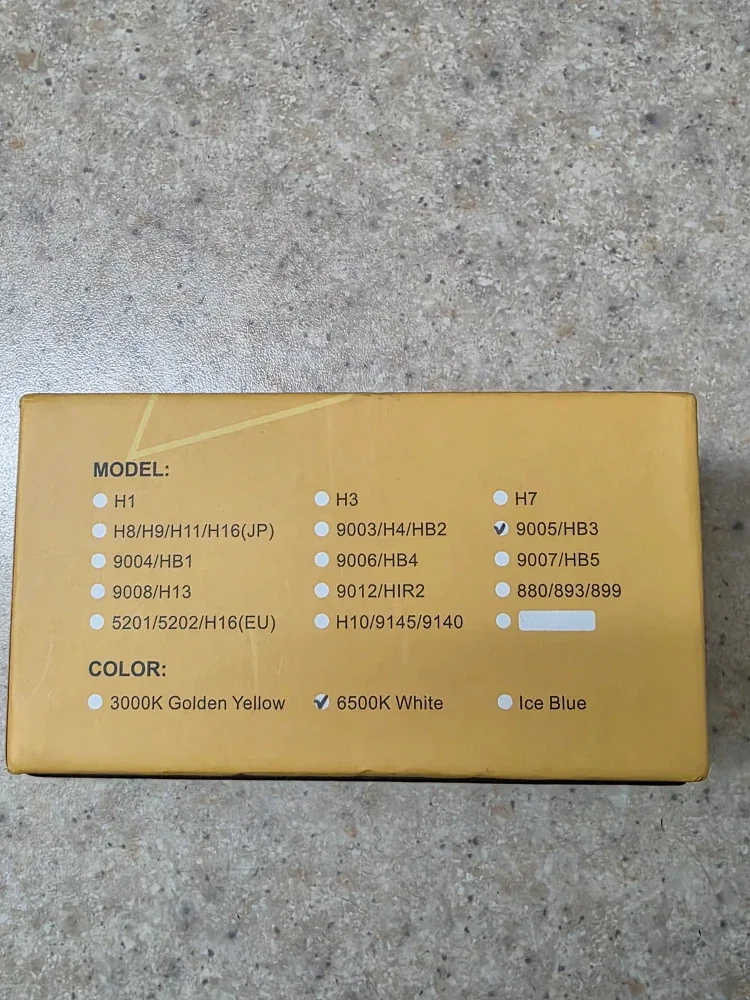 MODEL:
H1 H3 H7
H8/H9/H11/H16(JP) 9003/H4/HB2 9005/HB3
9004/HB1 9006/HB4 9007/HB5
9008/H13 9012/HIR2 880/893/899
5201/5202/H16(EU) H10/9145/9140
COLOR:
3000K Golden Yellow 6500K White Ice Blue